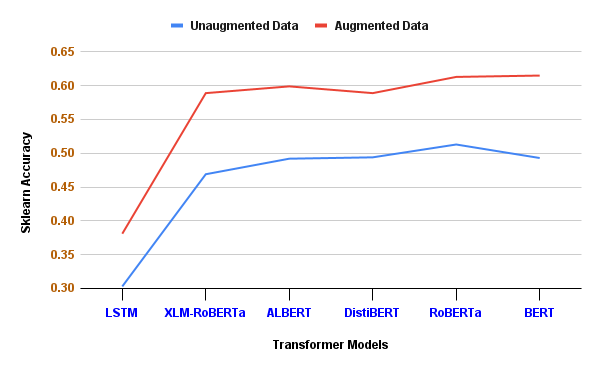 Unaugmented Data Augmented Data
0.65
0.60
0.55
0.50
0.45
0.40
0.35
0.30
Sklearn Accuracy
LSTM XLM-RoBERTa ALBERT DistiBERT RoBERTa BERT
Transformer Models